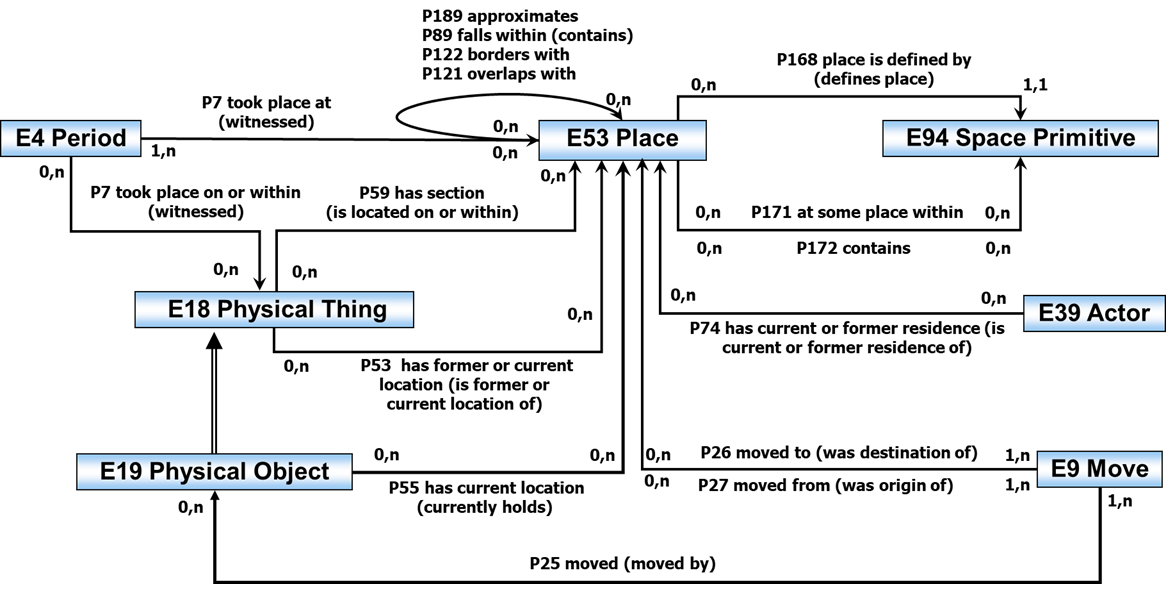 P189 approximates
P89 falls within (contains)
P122 borders with
P121 overlaps with
P168 place is defined by
(defines place)
0,n
1,1
P7 took place at
(witnessed)
0,n
0,n
E4 Period
E53 Place
E94 Space Primitive
1,n
0,n
0,n
0,n
P7 took place on or within
(witnessed)
P59 has section
(is located on or within)
0,n
P171 at some place within
0,n
0,n
P172 contains
0,n
0,n
0,n
E18 Physical Thing
0,n
0,n
E39 Actor
0,n
P74 has current or former residence (is
current or former residence of)
0,n
P53 has former or current
location (is former or
current location of)
E19 Physical Object
0,n
0,n
P55 has current location
(currently holds)
0,n
P26 moved to (was destination of)
1,n
0,n
P27 moved from (was origin of)
1,n
E9 Move
0,n
1,n
P25 moved (moved by)